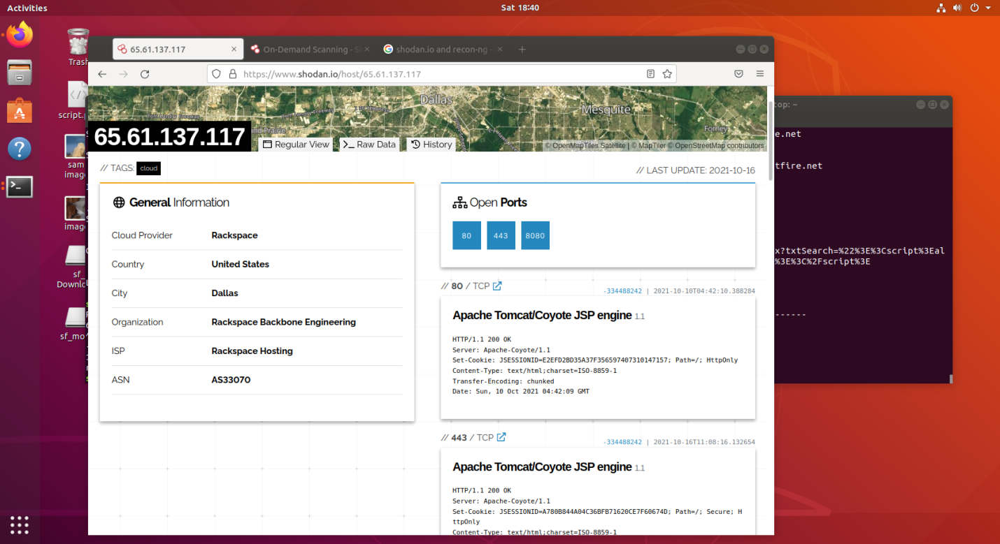 Activities
Sat 18:40
65.61.137.117
On-Demand Scanning - S
shodan.io and recon-ng -
https://www.shodan.io/host/65.61.137.117
Trash
script.p
sam
imag
imag
sf_
Downlo
sf_mo
Dallas
Mesquite
nd Prairie
Forney
65.61.137.117
Regular View
Raw Data
History
© OpenMapTiles Satellite | © MapTiler © OpenStreetMap contributors
// TAGS: cloud
// LAST UPDATE: 2021-10-16
General Information
Cloud Provider Rackspace
Country United States
City Dallas
Organization Rackspace Backbone Engineering
ISP Rackspace Hosting
ASN AS33070
Open Ports
80 443 8080
// 80 / TCP
-334488242 | 2021-10-10T04:42:10.388284
Apache Tomcat/Coyote JSP engine 1.1
HTTP/1.1 200 OK
Server: Apache-Coyote/1.1
Set-Cookie: JSESSIONID=E2EFD2BD35A37F356597407310147157; Path=/; HttpOnly
Content-Type: text/html;charset=ISO-8859-1
Transfer-Encoding: chunked
Date: Sun, 10 Oct 2021 04:42:09 GMT
// 443 / TCP
-334488242 | 2021-10-16T11:08:16.132654
Apache Tomcat/Coyote JSP engine 1.1
HTTP/1.1 200 OK
Server: Apache-Coyote/1.1
Set-Cookie: JSESSIONID=A780B844A04C36BFB71620CE7F60674D; Path=/; Secure; H
ttpOnly
Content-Type: text/html;charset=ISO-8859-1
top: ~
e.net
tfire.net
x?txtSearch=%22%3E%3Cscript%3Eal
%3E%3C%2Fscript%3E
------